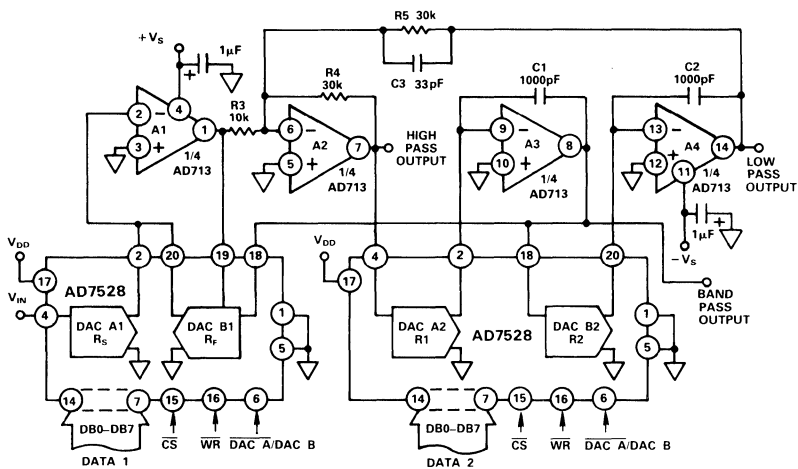 R5 30k
C3 33pF
+VS
1µF
+
R4
30k
C1
1000pF
C2
1000pF
R3
10k
2
−
4
A1
3
+
1
1/4
AD713
6
−
A2
5
+
7
1/4
AD713
HIGH
PASS
OUTPUT
9
−
A3
10
+
8
1/4
AD713
13
−
A4
12
+
11
14
1/4
AD713
LOW
PASS
OUTPUT
+
1µF
−VS
VDD
17
2
20
19
18
VIN
4
DAC A1
RS
AD7528
DAC B1
RF
1
5
14
7
15
16
6
DB0–DB7
DATA 1
CS
WR
DAC A/DAC B
VDD
17
4
2
18
20
DAC A2
R1
AD7528
DAC B2
R2
1
5
BAND
PASS
OUTPUT
14
7
15
16
6
DB0–DB7
DATA 2
CS
WR
DAC A/DAC B